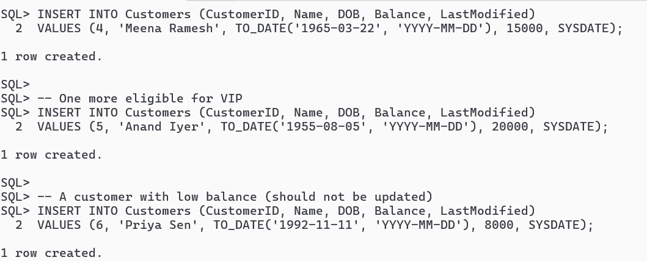 SQL> INSERT INTO Customers (CustomerID, Name, DOB, Balance, LastModified)
  2  VALUES (4, 'Meena Ramesh', TO_DATE('1965-03-22', 'YYYY-MM-DD'), 15000, SYSDATE);

1 row created.

SQL>
SQL> -- One more eligible for VIP
SQL> INSERT INTO Customers (CustomerID, Name, DOB, Balance, LastModified)
  2  VALUES (5, 'Anand Iyer', TO_DATE('1955-08-05', 'YYYY-MM-DD'), 20000, SYSDATE);

1 row created.

SQL>
SQL> -- A customer with low balance (should not be updated)
SQL> INSERT INTO Customers (CustomerID, Name, DOB, Balance, LastModified)
  2  VALUES (6, 'Priya Sen', TO_DATE('1992-11-11', 'YYYY-MM-DD'), 8000, SYSDATE);

1 row created.